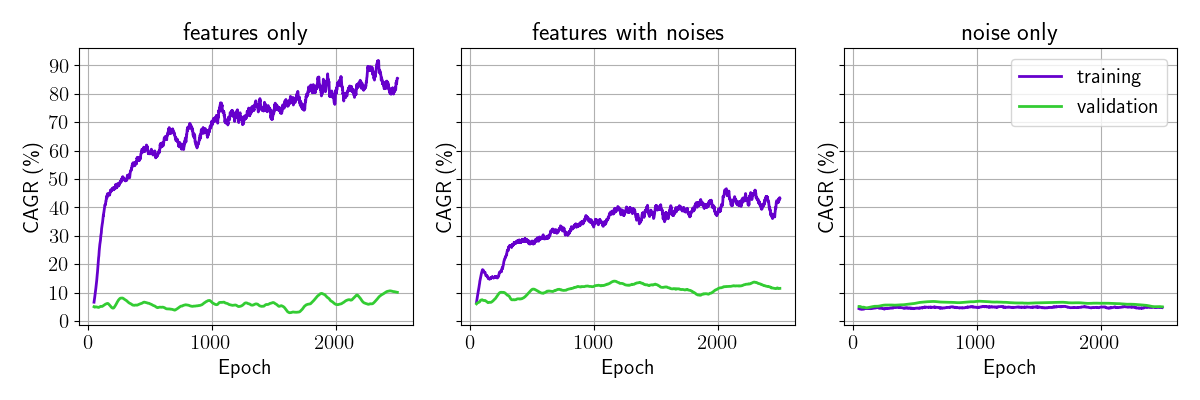 features only
features with noises
noise only
CAGR (%)
90
80
70
60
50
40
30
20
10
0
0
1000
2000
Epoch
CAGR (%)
0
1000
2000
Epoch
CAGR (%)
training
validation
0
1000
2000
Epoch